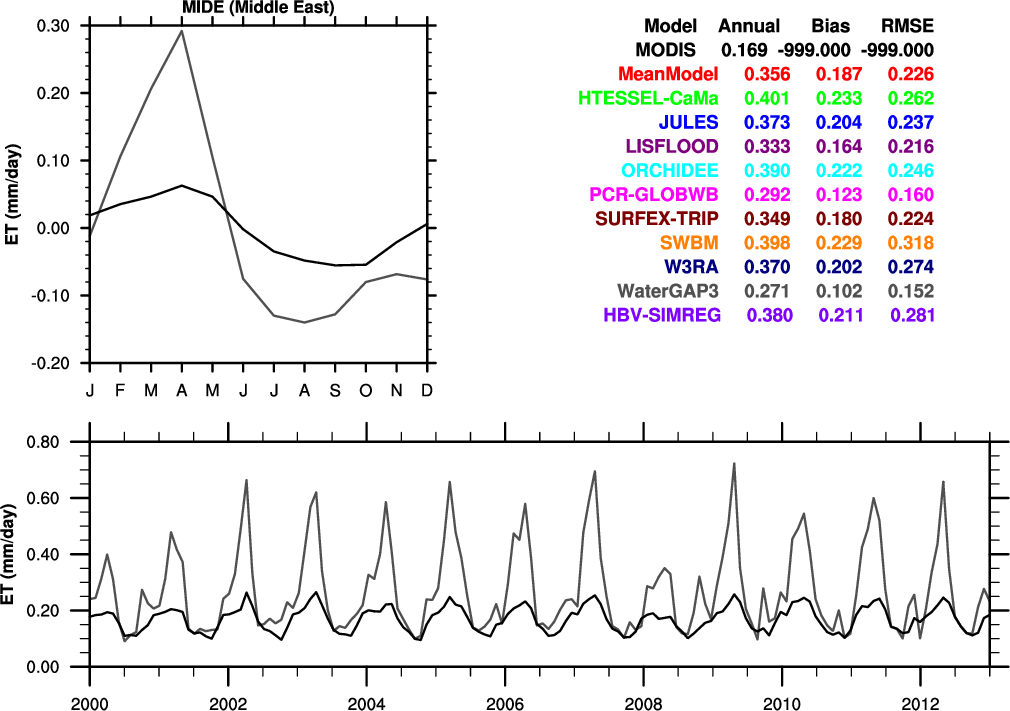 MIDE (Middle East)
0.30
0.20
0.10
0.00
-0.10
-0.20
ET (mm/day)
J F M A M J J A S O N D
Model Annual Bias RMSE
MODIS 0.169 -999.000 -999.000
MeanModel 0.356 0.187 0.226
HTESSEL-CaMa 0.401 0.233 0.262
JULES 0.373 0.204 0.237
LISFLOOD 0.333 0.164 0.216
ORCHIDEE 0.390 0.222 0.246
PCR-GLOBWB 0.292 0.123 0.160
SURFEX-TRIP 0.349 0.180 0.224
SWBM 0.398 0.229 0.318
W3RA 0.370 0.202 0.274
WaterGAP3 0.271 0.102 0.152
HBV-SIMREG 0.380 0.211 0.281
0.80
0.60
0.40
0.20
0.00
ET (mm/day)
2000 2002 2004 2006 2008 2010 2012